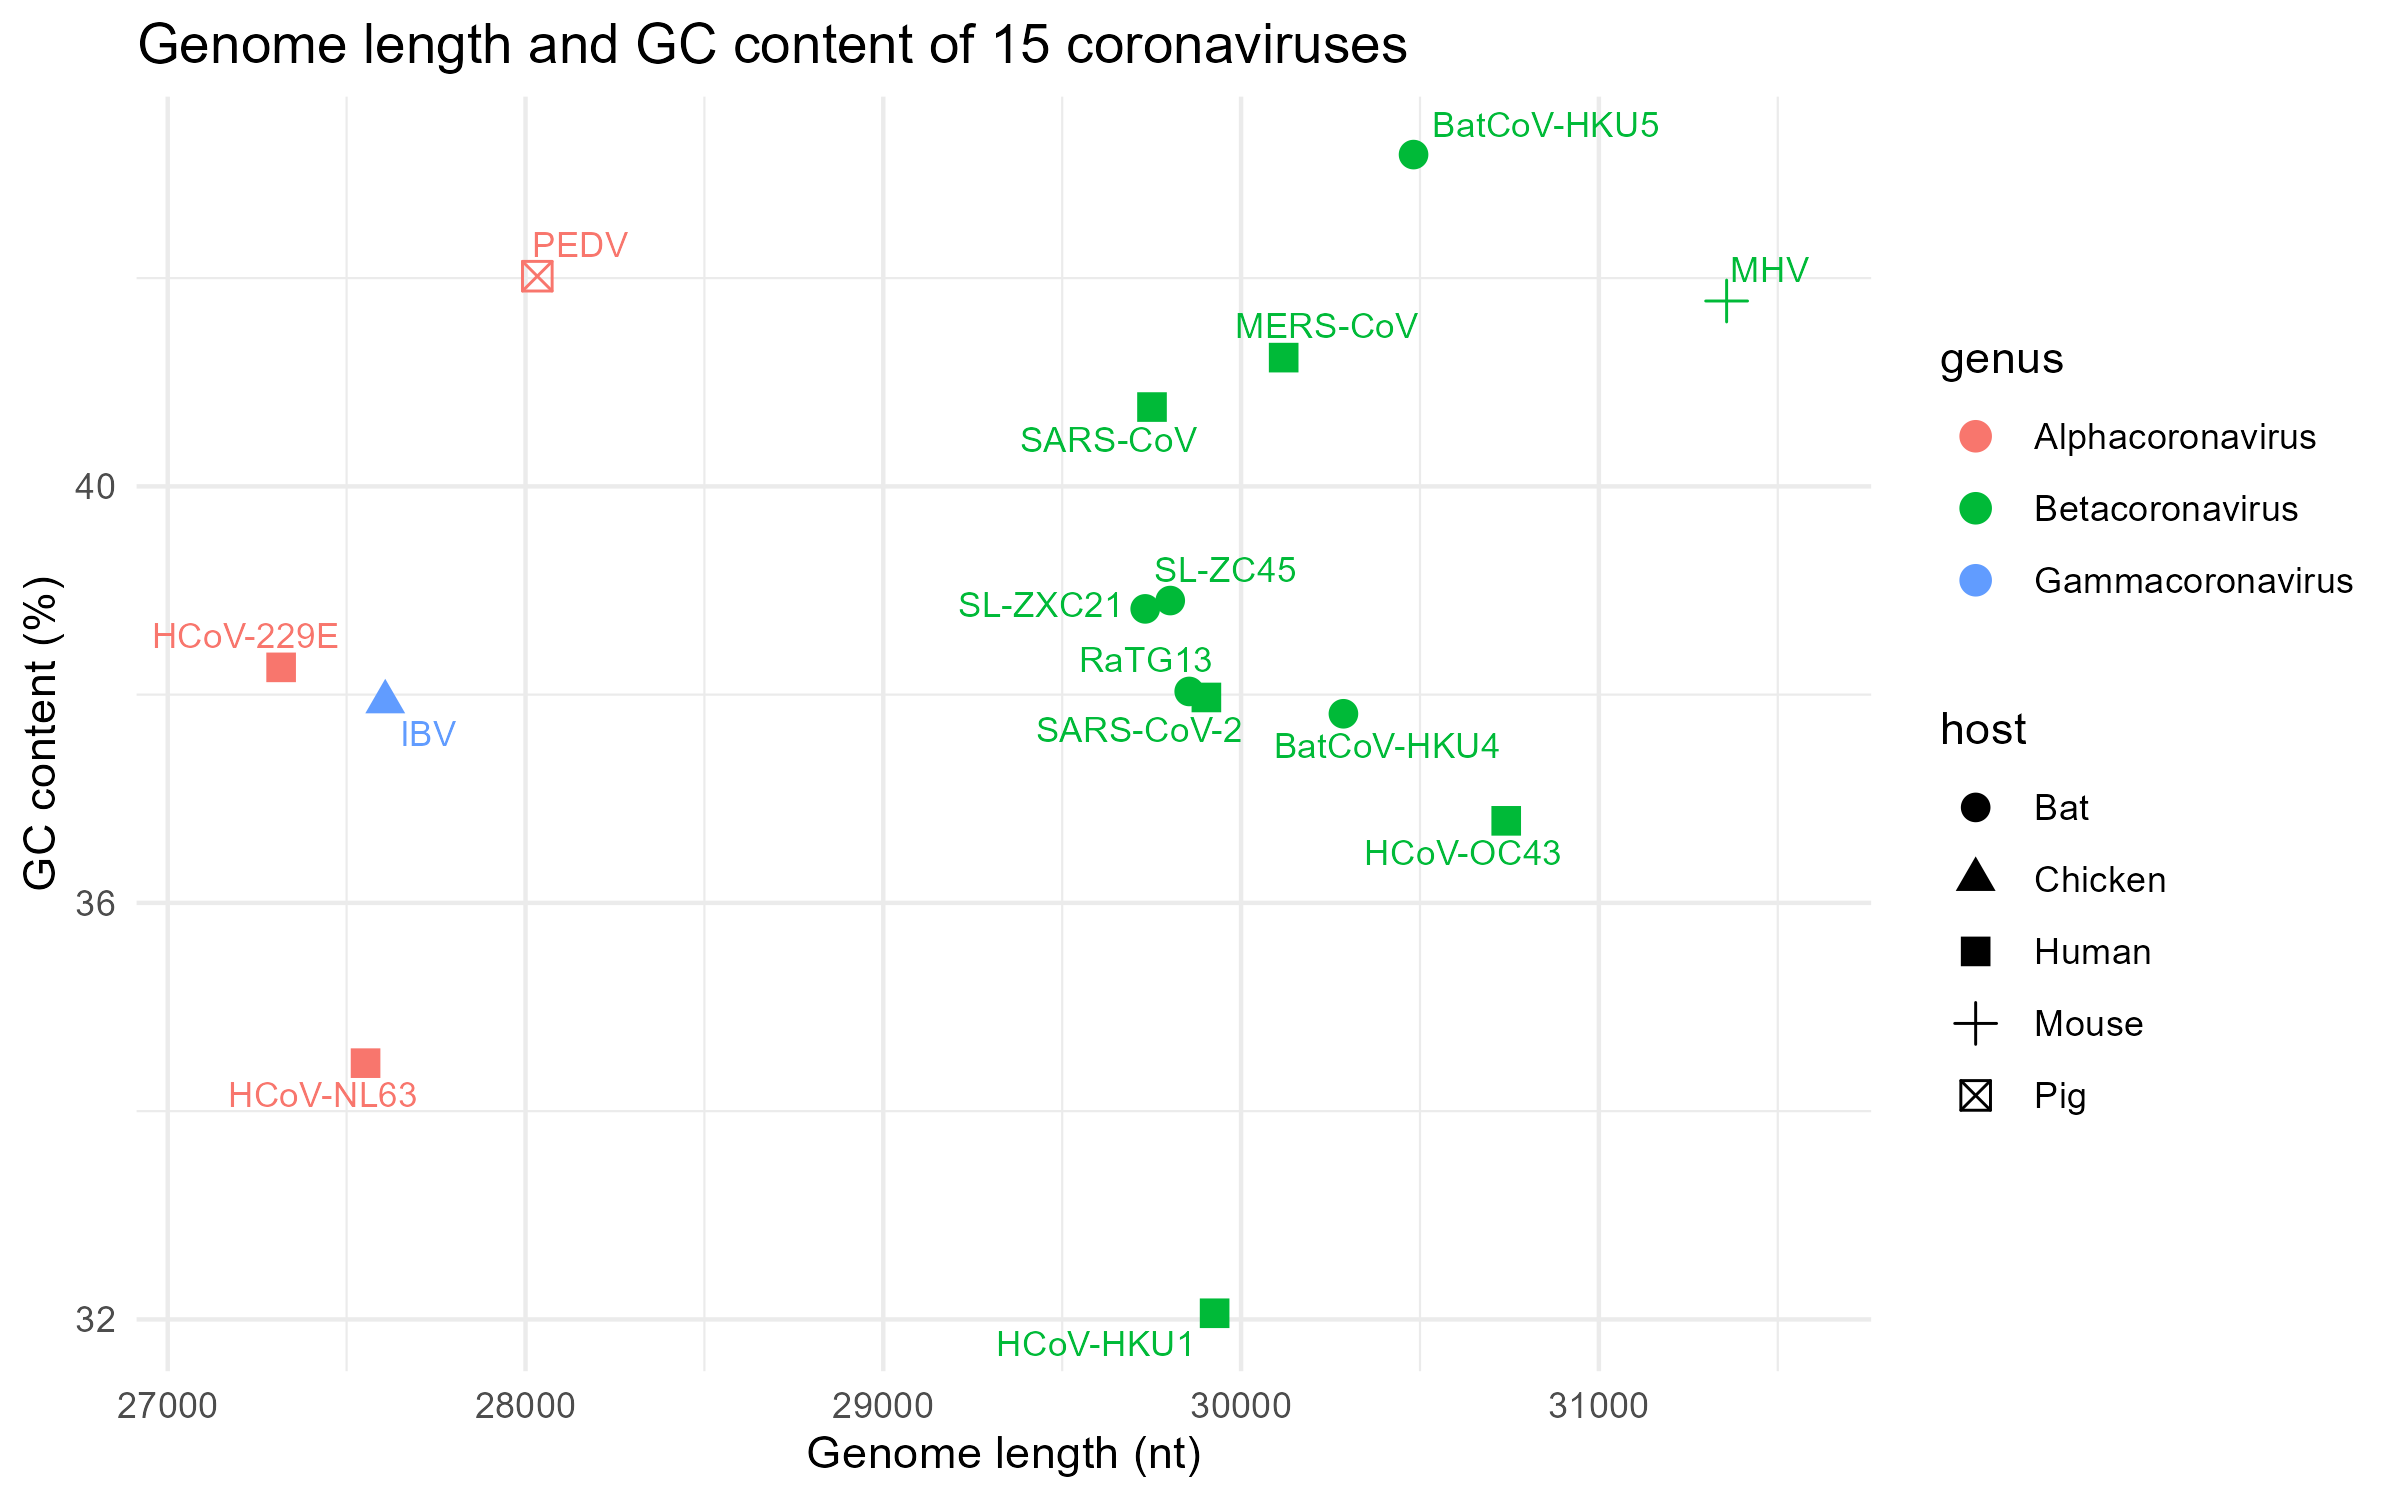 Genome length and GC content of 15 coronaviruses
BatCoV-HKU5
PEDV
MHV
MERS-CoV
SARS-CoV
SL-ZC45
SL-ZXC21
HCoV-229E
RaTG13
IBV
SARS-CoV-2
BatCoV-HKU4
HCoV-OC43
HCoV-NL63
HCoV-HKU1
GC content (%)
40
36
32
27000
28000
29000
30000
31000
Genome length (nt)
genus
Alphacoronavirus
Betacoronavirus
Gammacoronavirus
host
Bat
Chicken
Human
Mouse
Pig